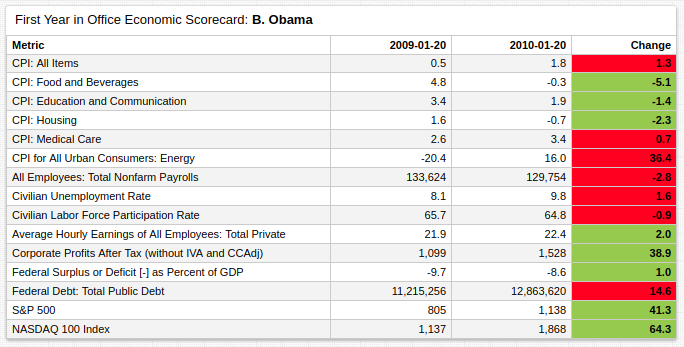 First Year in Office Economic Scorecard: B. Obama
Metric 2009-01-20 2010-01-20 Change
CPI: All Items 0.5 1.8 1.3
CPI: Food and Beverages 4.8 -0.3 -5.1
CPI: Education and Communication 3.4 1.9 -1.4
CPI: Housing 1.6 -0.7 -2.3
CPI: Medical Care 2.6 3.4 0.7
CPI for All Urban Consumers: Energy -20.4 16.0 36.4
All Employees: Total Nonfarm Payrolls 133,624 129,754 -2.8
Civilian Unemployment Rate 8.1 9.8 1.6
Civilian Labor Force Participation Rate 65.7 64.8 -0.9
Average Hourly Earnings of All Employees: Total Private 21.9 22.4 2.0
Corporate Profits After Tax (without IVA and CCAdj) 1,099 1,528 38.9
Federal Surplus or Deficit [-] as Percent of GDP -9.7 -8.6 1.0
Federal Debt: Total Public Debt 11,215,256 12,863,620 14.6
S&P 500 805 1,138 41.3
NASDAQ 100 Index 1,137 1,868 64.3